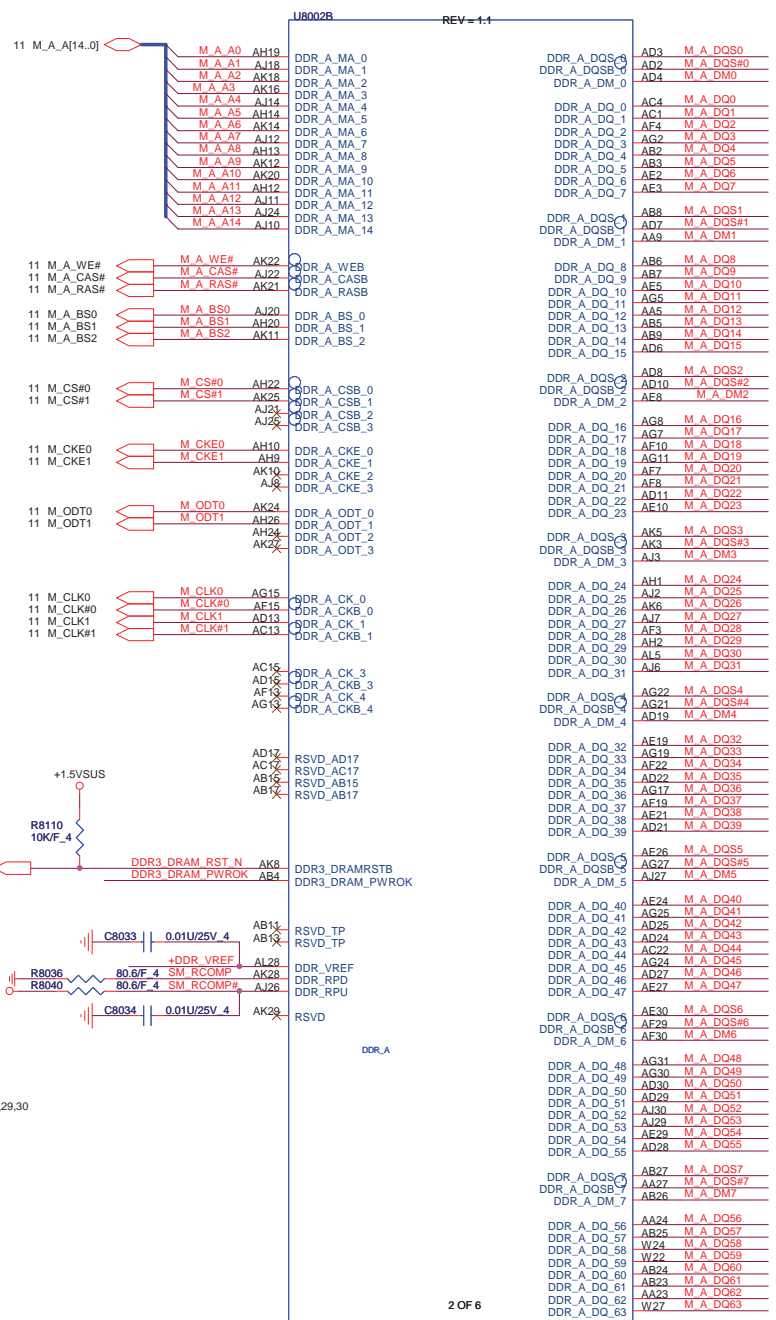 U8002B
REV = 1.1
11 M_A_A[14..0]
M_A_A0 AH19 DDR_A_MA_0
M_A_A1 AJ18 DDR_A_MA_1
M_A_A2 AK18 DDR_A_MA_2
M_A_A3 AK16 DDR_A_MA_3
M_A_A4 AJ14 DDR_A_MA_4
M_A_A5 AH14 DDR_A_MA_5
M_A_A6 AK14 DDR_A_MA_6
M_A_A7 AJ12 DDR_A_MA_7
M_A_A8 AH13 DDR_A_MA_8
M_A_A9 AK12 DDR_A_MA_9
M_A_A10 AK20 DDR_A_MA_10
M_A_A11 AH12 DDR_A_MA_11
M_A_A12 AJ11 DDR_A_MA_12
M_A_A13 AJ24 DDR_A_MA_13
M_A_A14 AJ10 DDR_A_MA_14
11 M_A_WE# M_A_WE# AK22 DDR_A_WEB
11 M_A_CAS# M_A_CAS# AJ22 DDR_A_CASB
11 M_A_RAS# M_A_RAS# AK21 DDR_A_RASB
11 M_A_BS0 M_A_BS0 AJ20 DDR_A_BS_0
11 M_A_BS1 M_A_BS1 AH20 DDR_A_BS_1
11 M_A_BS2 M_A_BS2 AK11 DDR_A_BS_2
11 M_CS#0 M_CS#0 AH22 DDR_A_CSB_0
11 M_CS#1 M_CS#1 AK25 DDR_A_CSB_1
AJ21 DDR_A_CSB_2
AJ25 DDR_A_CSB_3
11 M_CKE0 M_CKE0 AH10 DDR_A_CKE_0
11 M_CKE1 M_CKE1 AH9 DDR_A_CKE_1
AK10 DDR_A_CKE_2
AJ8 DDR_A_CKE_3
11 M_ODT0 M_ODT0 AK24 DDR_A_ODT_0
11 M_ODT1 M_ODT1 AH26 DDR_A_ODT_1
AH24 DDR_A_ODT_2
AK27 DDR_A_ODT_3
11 M_CLK0 M_CLK0 AG15 DDR_A_CK_0
11 M_CLK#0 M_CLK#0 AF15 DDR_A_CKB_0
11 M_CLK1 M_CLK1 AD13 DDR_A_CK_1
11 M_CLK#1 M_CLK#1 AC13 DDR_A_CKB_1
AC15 DDR_A_CK_3
AD15 DDR_A_CKB_3
AF13 DDR_A_CK_4
AG13 DDR_A_CKB_4
AD17 RSVD_AD17
AC17 RSVD_AC17
AB15 RSVD_AB15
AB17 RSVD_AB17
+1.5VSUS
R8110
10K/F_4
DDR3_DRAM_RST_N AK8 DDR3_DRAMRSTB
DDR3_DRAM_PWROK AB4 DDR3_DRAM_PWROK
AB11 RSVD_TP
AB13 RSVD_TP
C8033 0.01U/25V_4
+DDR_VREF AL28 DDR_VREF
R8036 80.6/F_4 SM_RCOMP AK28 DDR_RPD
R8040 80.6/F_4 SM_RCOMP# AJ26 DDR_RPU
C8034 0.01U/25V_4
AK29 RSVD
DDR_A
29,30
DDR_A_DQS_0 AD3 M_A_DQS0
DDR_A_DQSB_0 AD2 M_A_DQS#0
DDR_A_DM_0 AD4 M_A_DM0
DDR_A_DQ_0 AC4 M_A_DQ0
DDR_A_DQ_1 AC1 M_A_DQ1
DDR_A_DQ_2 AF4 M_A_DQ2
DDR_A_DQ_3 AG2 M_A_DQ3
DDR_A_DQ_4 AB2 M_A_DQ4
DDR_A_DQ_5 AB3 M_A_DQ5
DDR_A_DQ_6 AE2 M_A_DQ6
DDR_A_DQ_7 AE3 M_A_DQ7
DDR_A_DQS_1 AB8 M_A_DQS1
DDR_A_DQSB_1 AD7 M_A_DQS#1
DDR_A_DM_1 AA9 M_A_DM1
DDR_A_DQ_8 AB6 M_A_DQ8
DDR_A_DQ_9 AB7 M_A_DQ9
DDR_A_DQ_10 AE5 M_A_DQ10
DDR_A_DQ_11 AG5 M_A_DQ11
DDR_A_DQ_12 AA5 M_A_DQ12
DDR_A_DQ_13 AB5 M_A_DQ13
DDR_A_DQ_14 AB9 M_A_DQ14
DDR_A_DQ_15 AD6 M_A_DQ15
DDR_A_DQS_2 AD8 M_A_DQS2
DDR_A_DQSB_2 AD10 M_A_DQS#2
DDR_A_DM_2 AE8 M_A_DM2
DDR_A_DQ_16 AG8 M_A_DQ16
DDR_A_DQ_17 AG7 M_A_DQ17
DDR_A_DQ_18 AF10 M_A_DQ18
DDR_A_DQ_19 AG11 M_A_DQ19
DDR_A_DQ_20 AF7 M_A_DQ20
DDR_A_DQ_21 AF8 M_A_DQ21
DDR_A_DQ_22 AD11 M_A_DQ22
DDR_A_DQ_23 AE10 M_A_DQ23
DDR_A_DQS_3 AK5 M_A_DQS3
DDR_A_DQSB_3 AK3 M_A_DQS#3
DDR_A_DM_3 AJ3 M_A_DM3
DDR_A_DQ_24 AH1 M_A_DQ24
DDR_A_DQ_25 AJ2 M_A_DQ25
DDR_A_DQ_26 AK6 M_A_DQ26
DDR_A_DQ_27 AJ7 M_A_DQ27
DDR_A_DQ_28 AF3 M_A_DQ28
DDR_A_DQ_29 AH2 M_A_DQ29
DDR_A_DQ_30 AL5 M_A_DQ30
DDR_A_DQ_31 AJ6 M_A_DQ31
DDR_A_DQS_4 AG22 M_A_DQS4
DDR_A_DQSB_4 AG21 M_A_DQS#4
DDR_A_DM_4 AD19 M_A_DM4
DDR_A_DQ_32 AE19 M_A_DQ32
DDR_A_DQ_33 AG19 M_A_DQ33
DDR_A_DQ_34 AF22 M_A_DQ34
DDR_A_DQ_35 AD22 M_A_DQ35
DDR_A_DQ_36 AG17 M_A_DQ36
DDR_A_DQ_37 AF19 M_A_DQ37
DDR_A_DQ_38 AE21 M_A_DQ38
DDR_A_DQ_39 AD21 M_A_DQ39
DDR_A_DQS_5 AE26 M_A_DQS5
DDR_A_DQSB_5 AG27 M_A_DQS#5
DDR_A_DM_5 AJ27 M_A_DM5
DDR_A_DQ_40 AE24 M_A_DQ40
DDR_A_DQ_41 AG25 M_A_DQ41
DDR_A_DQ_42 AD25 M_A_DQ42
DDR_A_DQ_43 AD24 M_A_DQ43
DDR_A_DQ_44 AC22 M_A_DQ44
DDR_A_DQ_45 AG24 M_A_DQ45
DDR_A_DQ_46 AD27 M_A_DQ46
DDR_A_DQ_47 AE27 M_A_DQ47
DDR_A_DQS_6 AE30 M_A_DQS6
DDR_A_DQSB_6 AF29 M_A_DQS#6
DDR_A_DM_6 AF30 M_A_DM6
DDR_A_DQ_48 AG31 M_A_DQ48
DDR_A_DQ_49 AG30 M_A_DQ49
DDR_A_DQ_50 AD30 M_A_DQ50
DDR_A_DQ_51 AD29 M_A_DQ51
DDR_A_DQ_52 AJ30 M_A_DQ52
DDR_A_DQ_53 AJ29 M_A_DQ53
DDR_A_DQ_54 AE29 M_A_DQ54
DDR_A_DQ_55 AD28 M_A_DQ55
DDR_A_DQS_7 AB27 M_A_DQS7
DDR_A_DQSB_7 AA27 M_A_DQS#7
DDR_A_DM_7 AB26 M_A_DM7
DDR_A_DQ_56 AA24 M_A_DQ56
DDR_A_DQ_57 AB25 M_A_DQ57
DDR_A_DQ_58 W24 M_A_DQ58
DDR_A_DQ_59 W22 M_A_DQ59
DDR_A_DQ_60 AB24 M_A_DQ60
DDR_A_DQ_61 AB23 M_A_DQ61
DDR_A_DQ_62 AA23 M_A_DQ62
DDR_A_DQ_63 W27 M_A_DQ63
2 OF 6